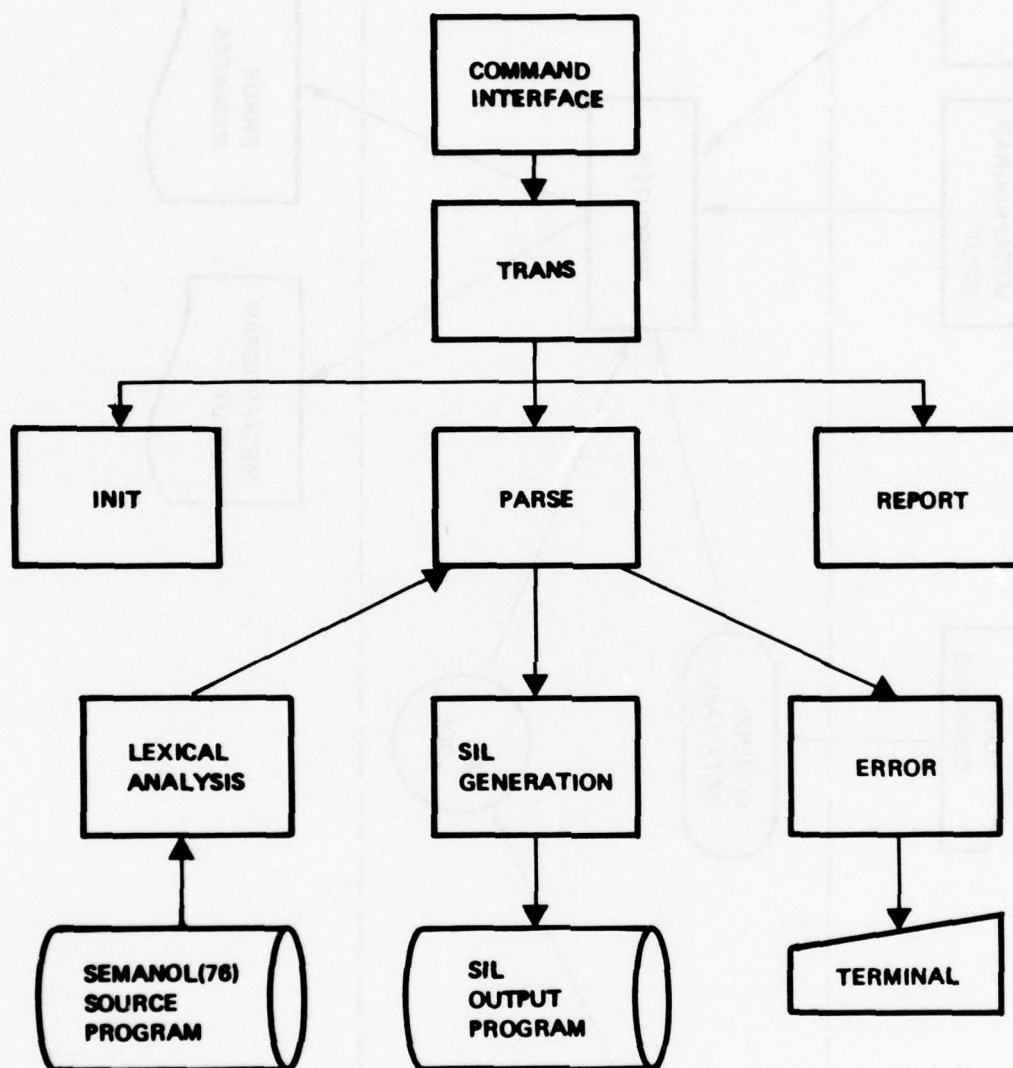 COMMAND
INTERFACE
TRANS
INIT
PARSE
REPORT
LEXICAL
ANALYSIS
SIL
GENERATION
ERROR
SEMANOL(76)
SOURCE
PROGRAM
SIL
OUTPUT
PROGRAM
TERMINAL